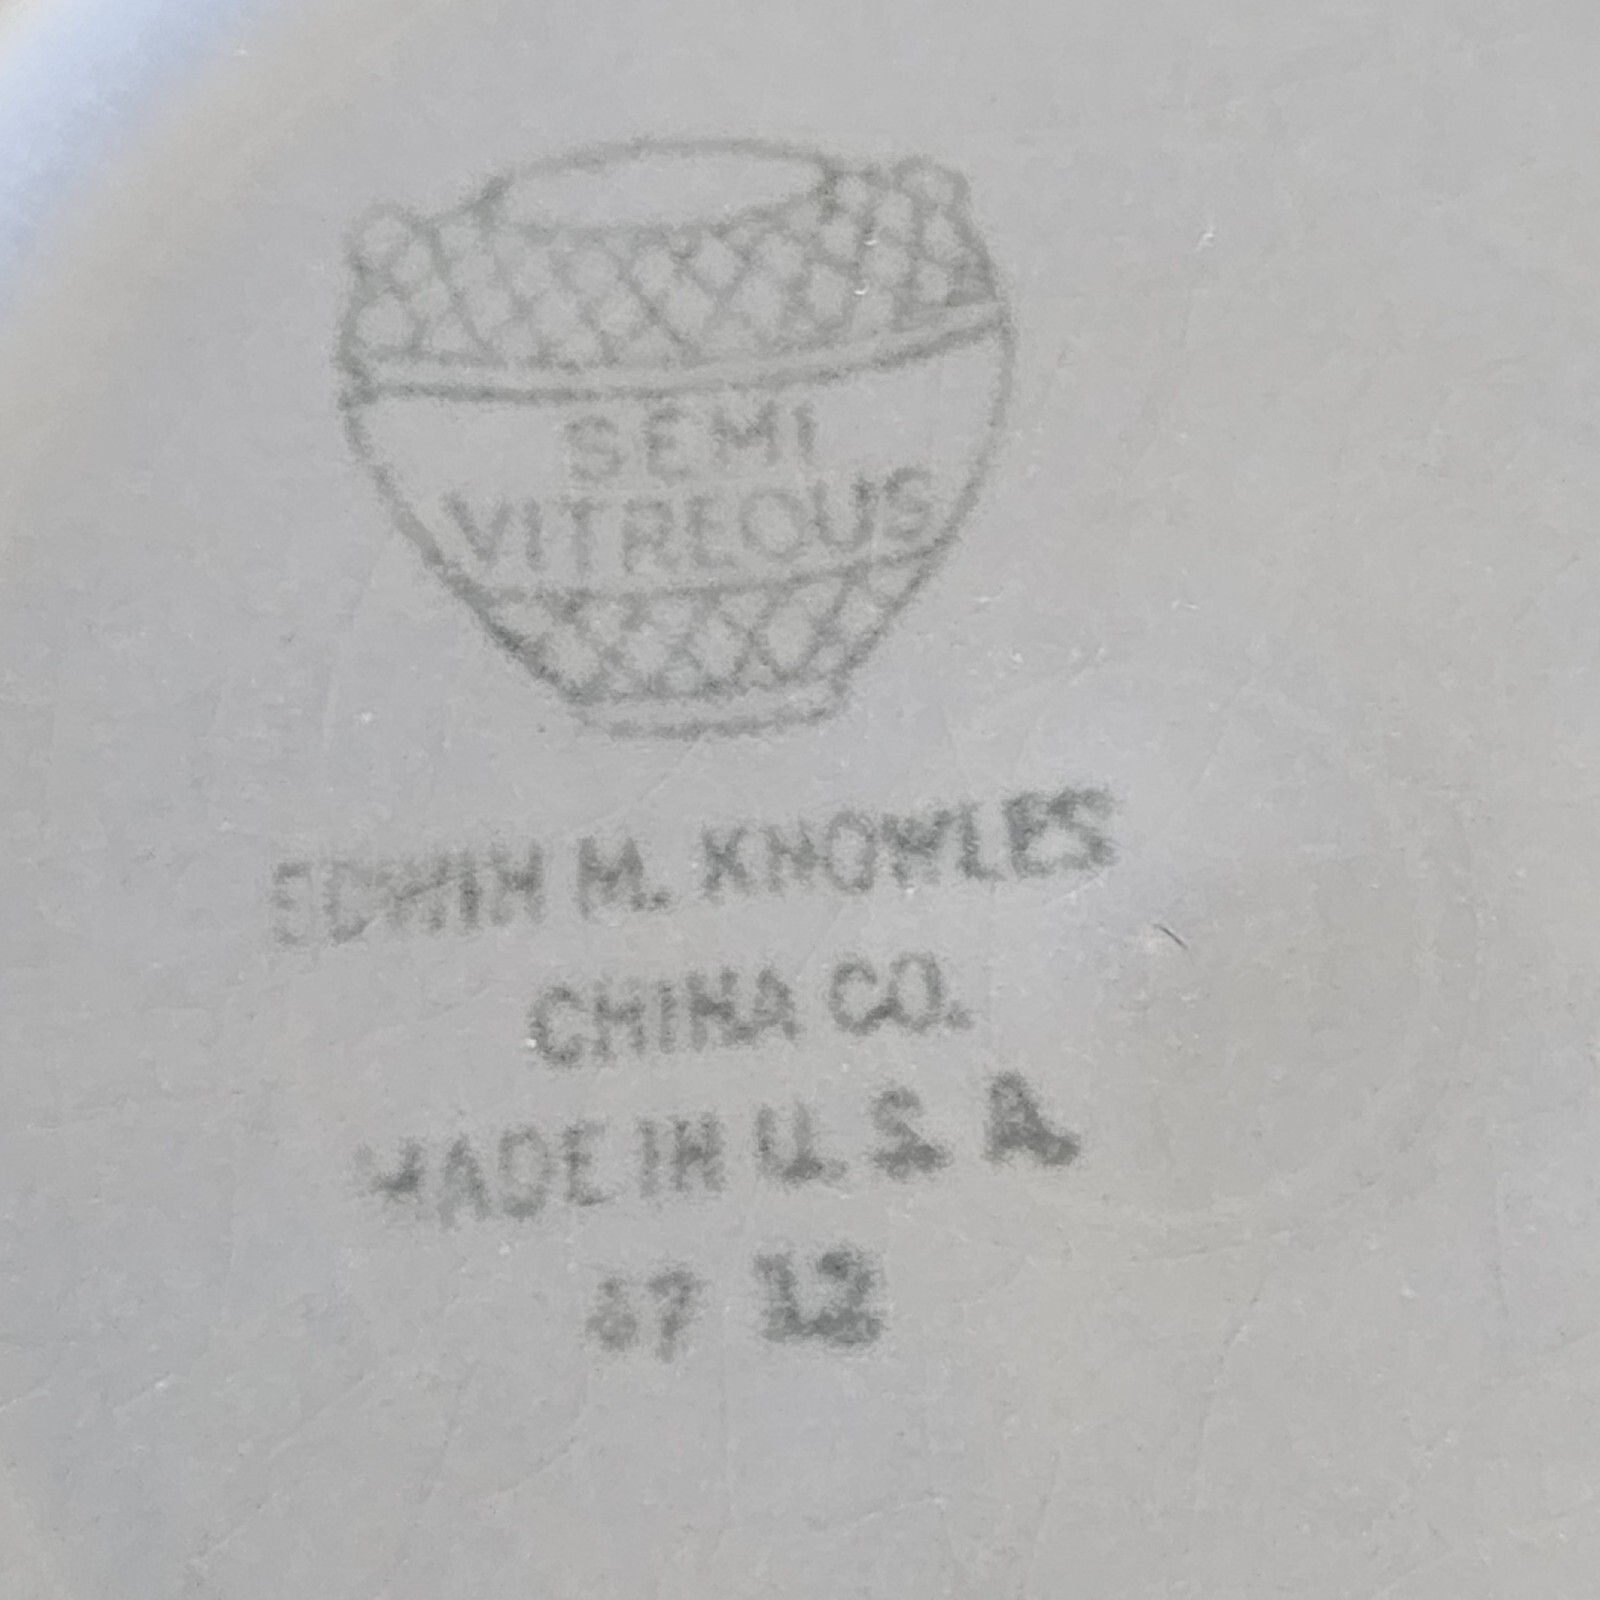 SEMI
VITREOUS
EDWIN M. KNOWLES
CHINA CO.
MADE IN U.S.A.
12